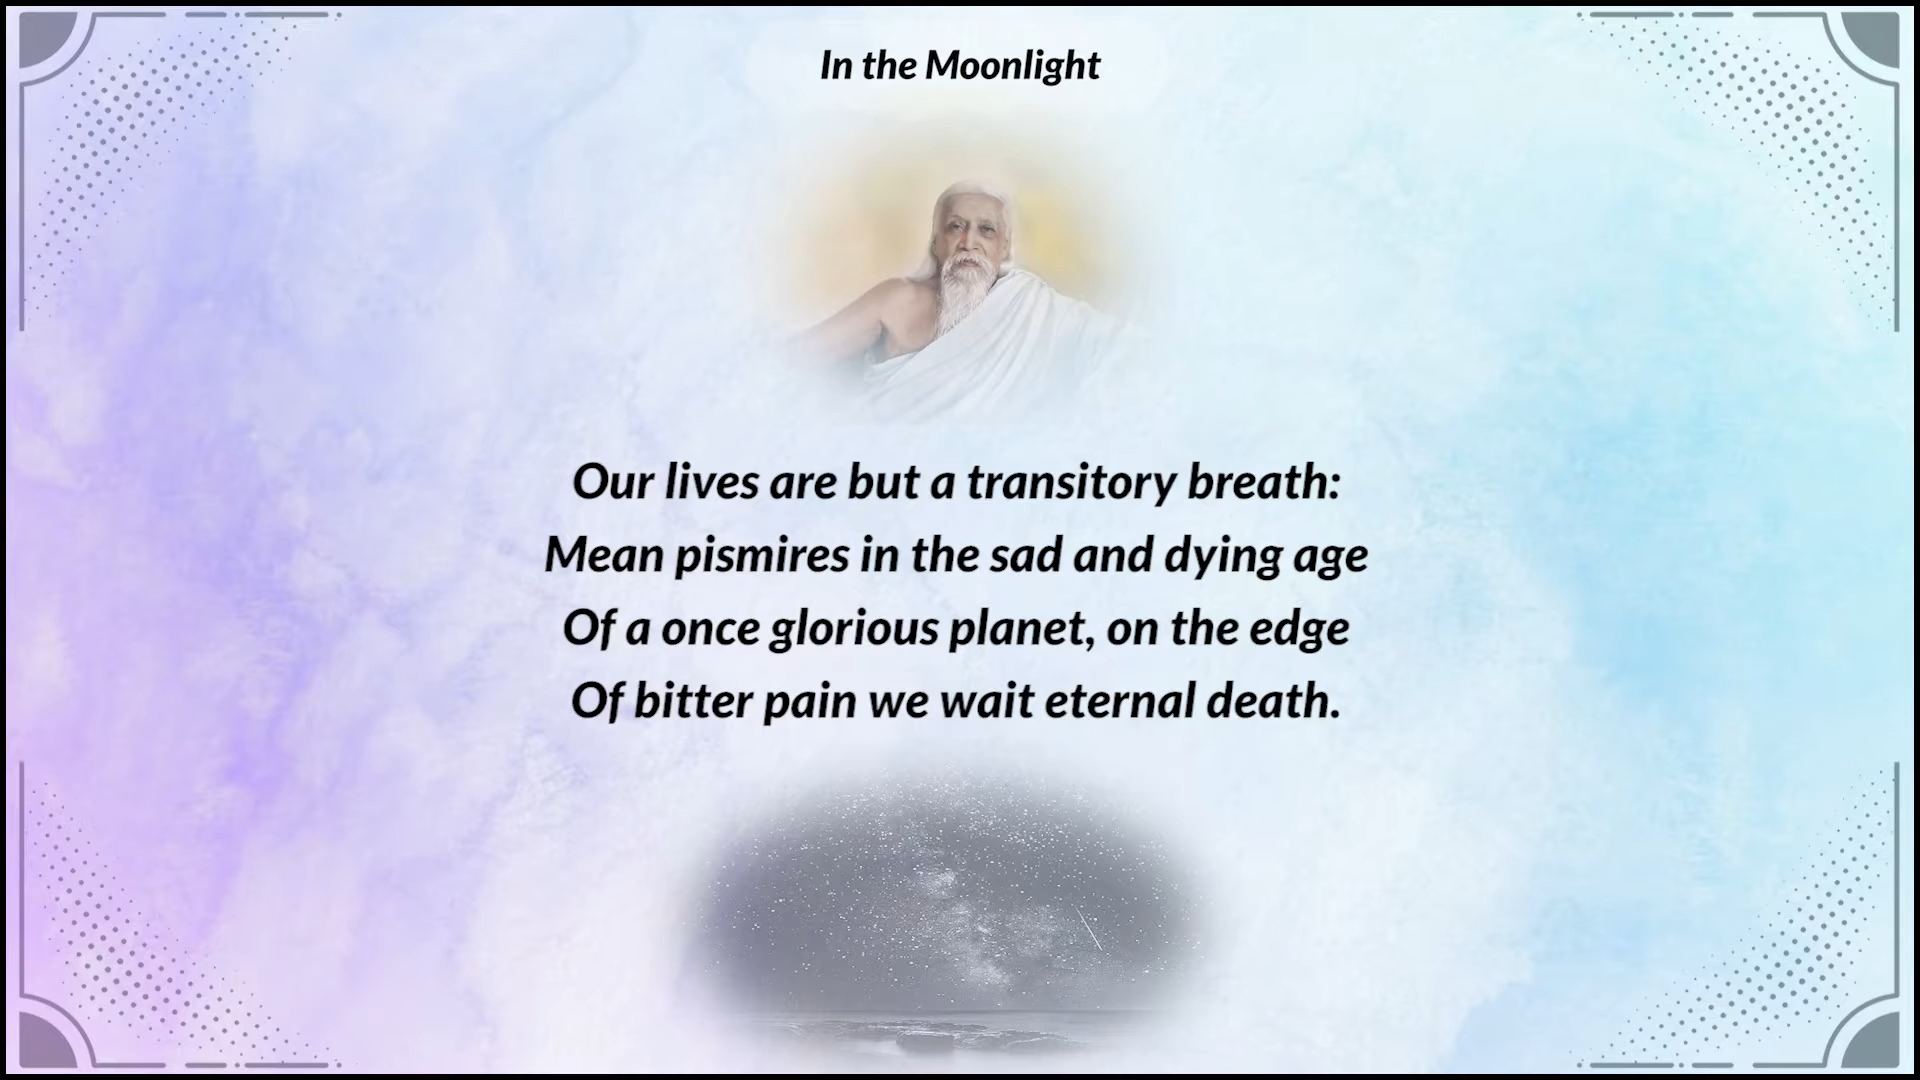 In the Moonlight
Our lives are but a transitory breath:
Mean pismires in the sad and dying age
Of a once glorious planet, on the edge
Of bitter pain we wait eternal death.